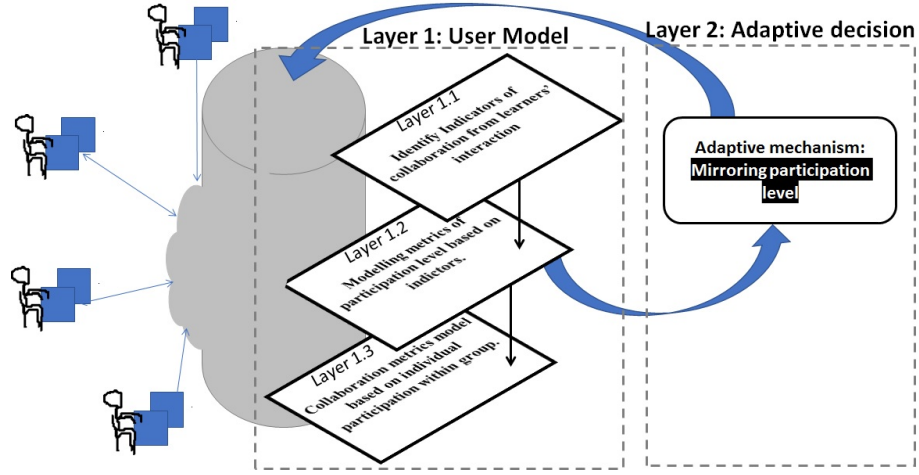 Layer 1: User Model
Layer 2: Adaptive decision
Layer 1.1
Identify Indicators of
collaboration from learners'
interaction
Layer 1.2
Modelling metrics of
participation level based on
indictors.
Layer 1.3
Collaboration metrics model
based on individual
participation within group.
Adaptive mechanism:
Mirroring participation
level